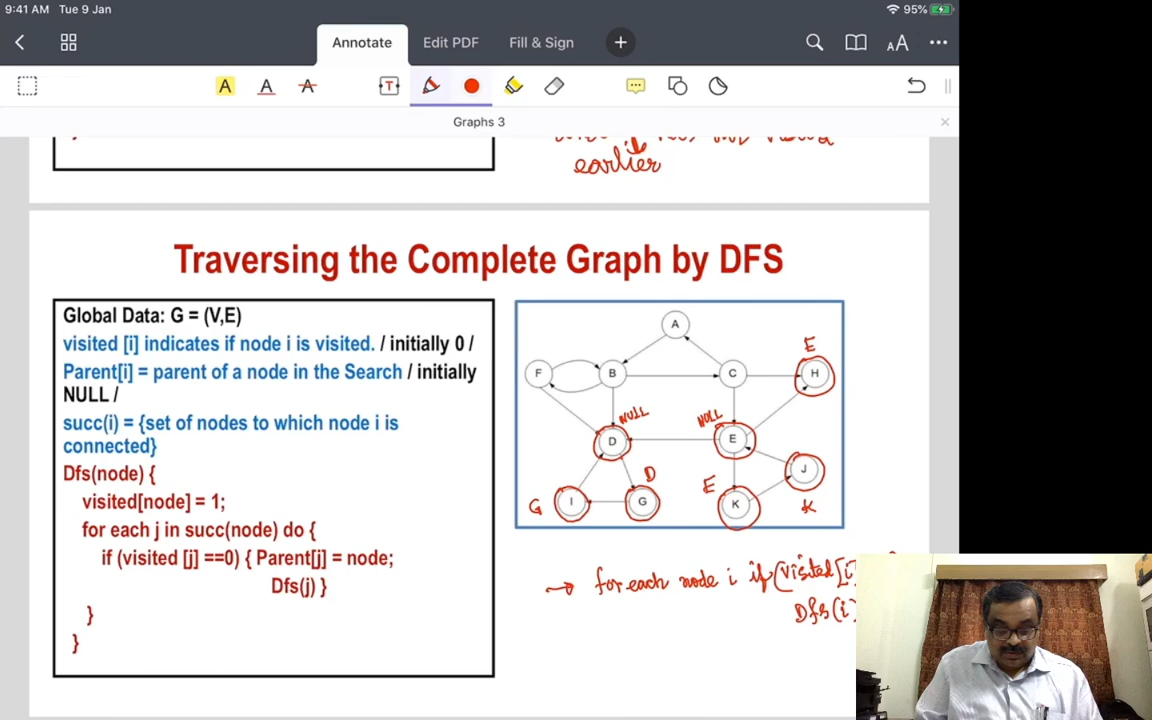 9:41 AM Tue 9 Jan
95%
Annotate
Edit PDF
Fill & Sign
Graphs 3
earlier
Traversing the Complete Graph by DFS
Global Data: G = (V,E)
visited [i] indicates if node i is visited. / initially 0 /
Parent[i] = parent of a node in the Search / initially
NULL /
succ(i) = {set of nodes to which node i is
connected}
Dfs(node) {
visited[node] = 1;
for each j in succ(node) do {
if (visited [j] ==0) { Parent[j] = node;
Dfs(j) }
}
}
A
E
F
B
C
H
NULL
NULL
D
E
D
E
J
G
I
G
K
K
→ for each node i if (visited[i]
Dfs(i)